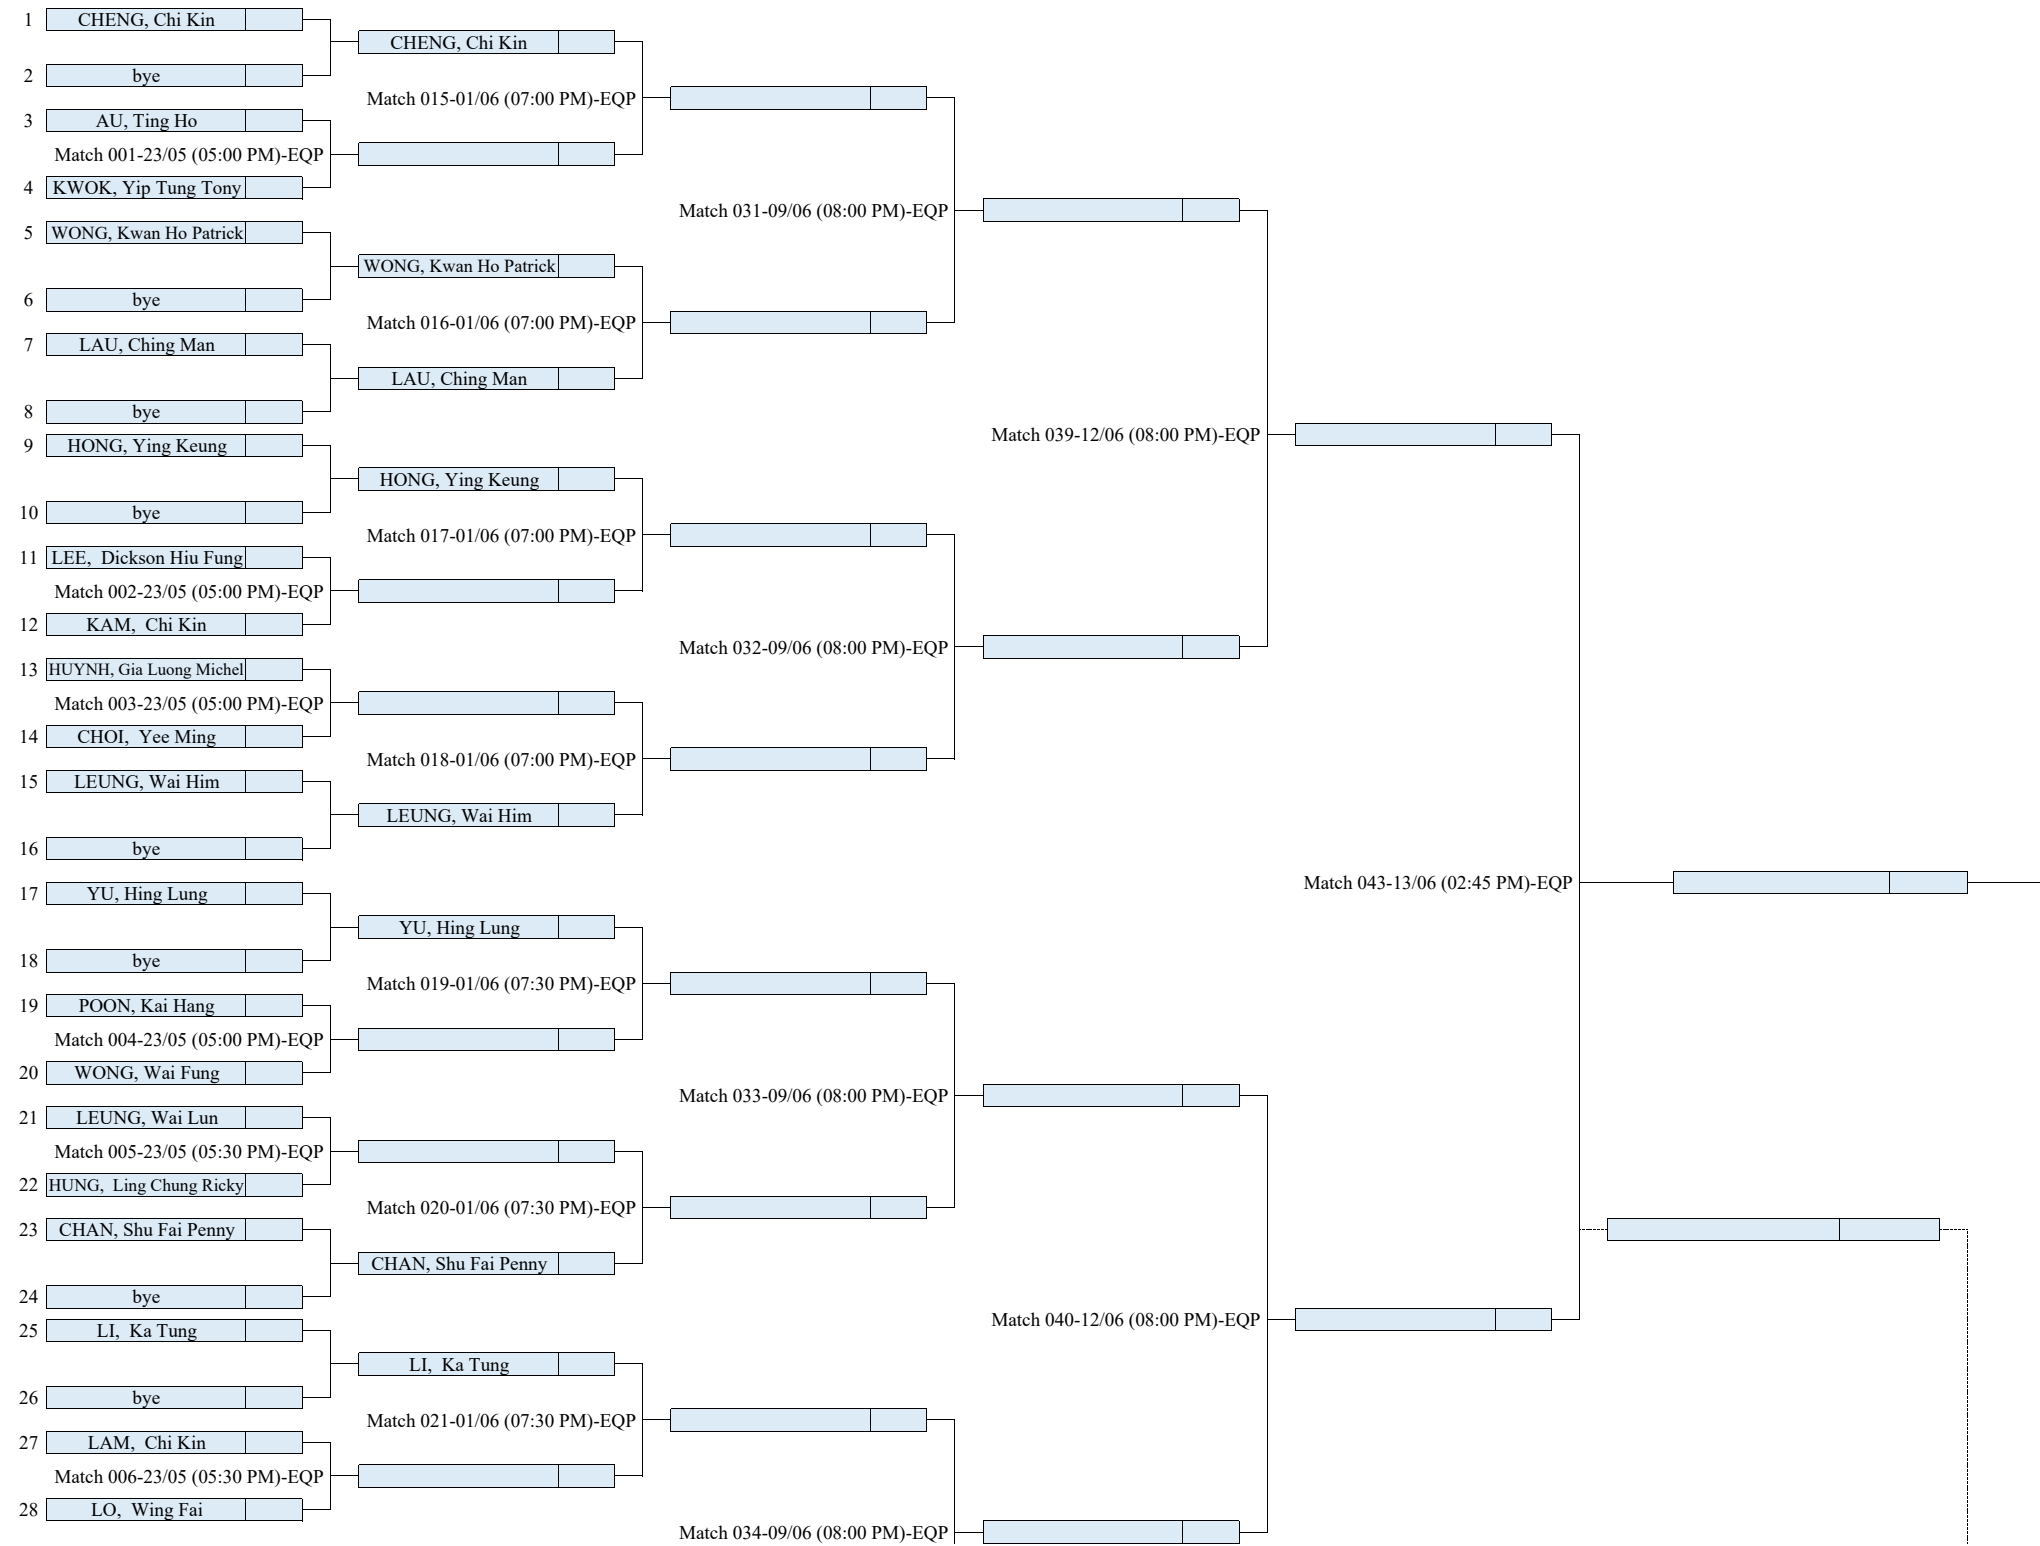 1 CHENG, Chi Kin
CHENG, Chi Kin
2 bye
Match 015-01/06 (07:00 PM)-EQP
3 AU, Ting Ho
Match 001-23/05 (05:00 PM)-EQP
4 KWOK, Yip Tung Tony
Match 031-09/06 (08:00 PM)-EQP
5 WONG, Kwan Ho Patrick
WONG, Kwan Ho Patrick
6 bye
Match 016-01/06 (07:00 PM)-EQP
7 LAU, Ching Man
LAU, Ching Man
8 bye
Match 039-12/06 (08:00 PM)-EQP
9 HONG, Ying Keung
HONG, Ying Keung
10 bye
Match 017-01/06 (07:00 PM)-EQP
11 LEE, Dickson Hiu Fung
Match 002-23/05 (05:00 PM)-EQP
12 KAM, Chi Kin
Match 032-09/06 (08:00 PM)-EQP
13 HUYNH, Gia Luong Michel
Match 003-23/05 (05:00 PM)-EQP
14 CHOI, Yee Ming
Match 018-01/06 (07:00 PM)-EQP
15 LEUNG, Wai Him
LEUNG, Wai Him
16 bye
Match 043-13/06 (02:45 PM)-EQP
17 YU, Hing Lung
YU, Hing Lung
18 bye
Match 019-01/06 (07:30 PM)-EQP
19 POON, Kai Hang
Match 004-23/05 (05:00 PM)-EQP
20 WONG, Wai Fung
Match 033-09/06 (08:00 PM)-EQP
21 LEUNG, Wai Lun
Match 005-23/05 (05:30 PM)-EQP
22 HUNG, Ling Chung Ricky
Match 020-01/06 (07:30 PM)-EQP
23 CHAN, Shu Fai Penny
CHAN, Shu Fai Penny
24 bye
Match 040-12/06 (08:00 PM)-EQP
25 LI, Ka Tung
LI, Ka Tung
26 bye
Match 021-01/06 (07:30 PM)-EQP
27 LAM, Chi Kin
Match 006-23/05 (05:30 PM)-EQP
28 LO, Wing Fai
Match 034-09/06 (08:00 PM)-EQP